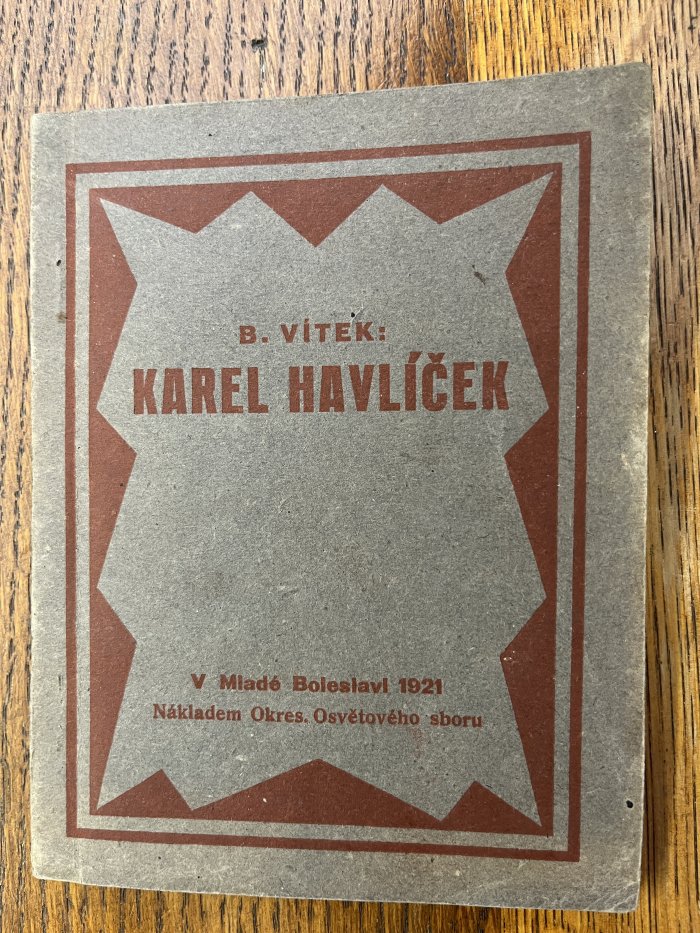 B. VÍTEK:
KAREL HAVLÍČEK
V Mladé Boleslavi 1921
Nákladem Okres. Osvětového sboru